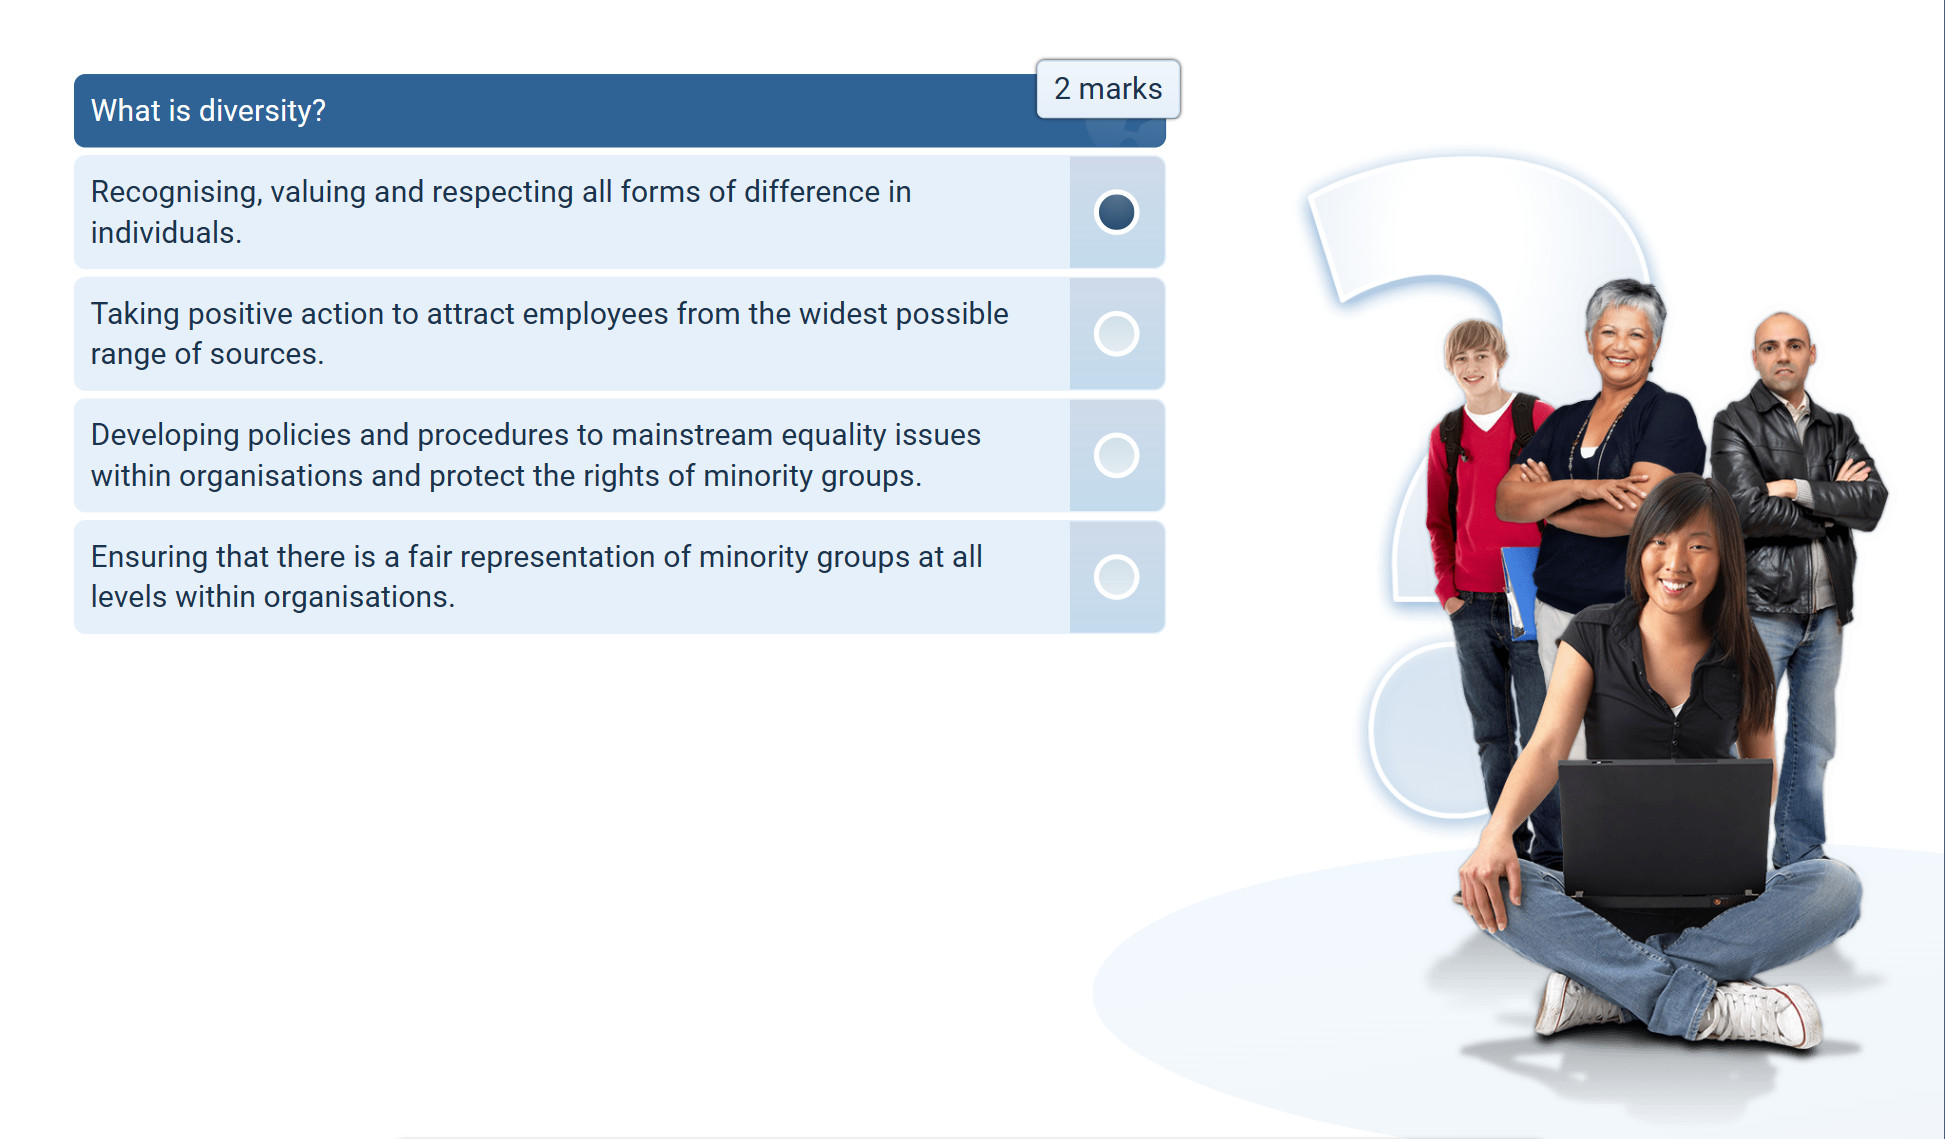 2 marks
What is diversity?
Recognising, valuing and respecting all forms of difference in
individuals.
Taking positive action to attract employees from the widest possible
range of sources.
Developing policies and procedures to mainstream equality issues
within organisations and protect the rights of minority groups.
Ensuring that there is a fair representation of minority groups at all
levels within organisations.